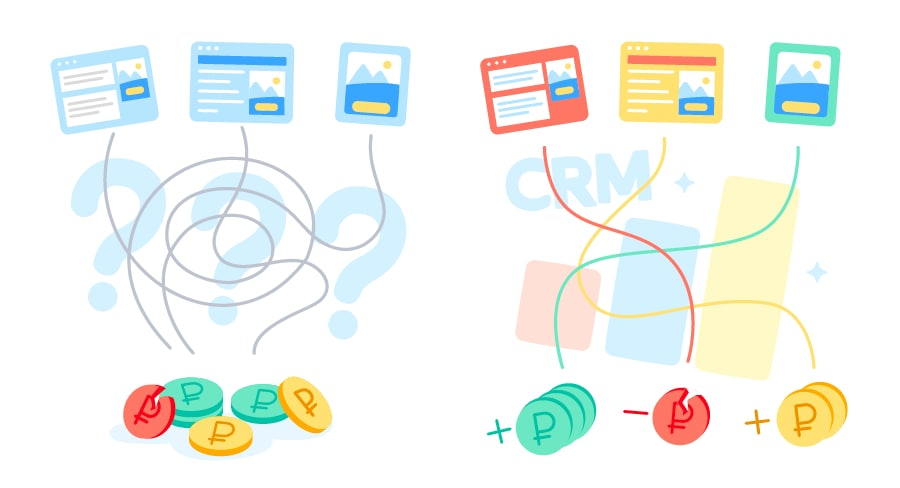 ? ? ?
CRM
₽ ₽ ₽ ₽ ₽
+ ₽ − ₽ + ₽